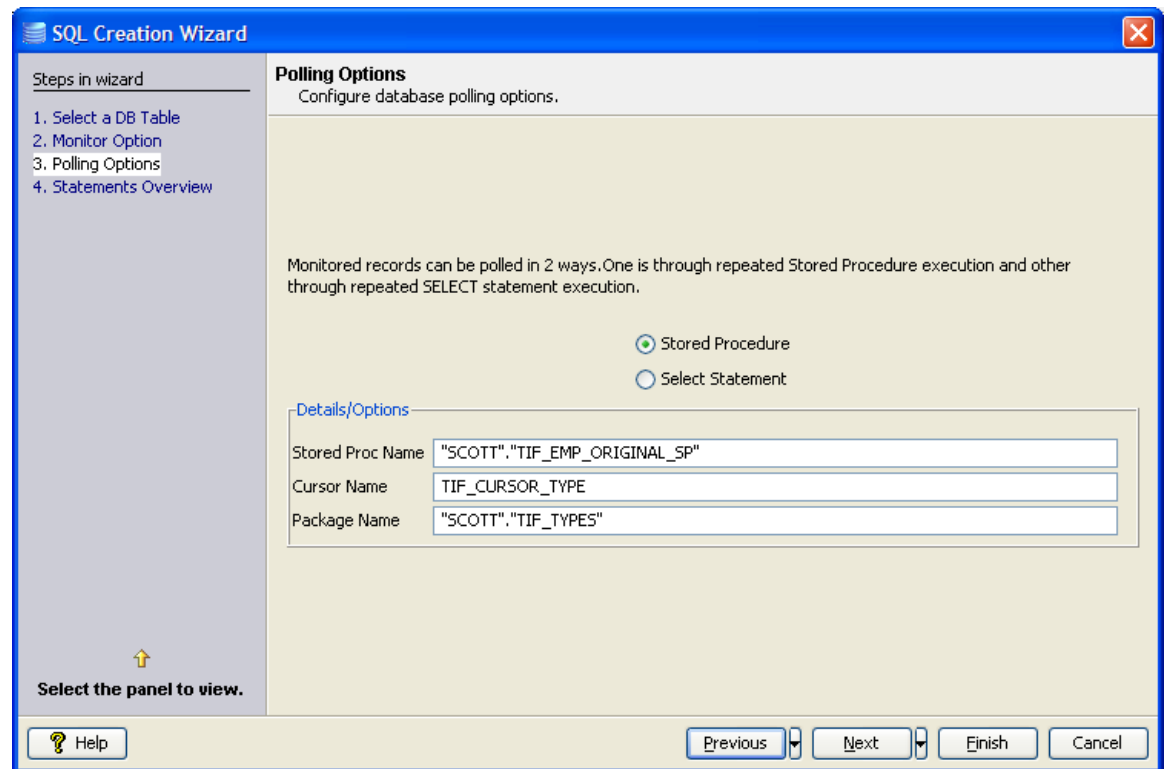 SQL Creation Wizard
Steps in wizard
1. Select a DB Table
2. Monitor Option
3. Polling Options
4. Statements Overview
Select the panel to view.
Polling Options
Configure database polling options.
Monitored records can be polled in 2 ways.One is through repeated Stored Procedure execution and other
through repeated SELECT statement execution.
Stored Procedure
Select Statement
Details/Options
Stored Proc Name "SCOTT"."TIF_EMP_ORIGINAL_SP"
Cursor Name TIF_CURSOR_TYPE
Package Name "SCOTT"."TIF_TYPES"
Help Previous Next Finish Cancel